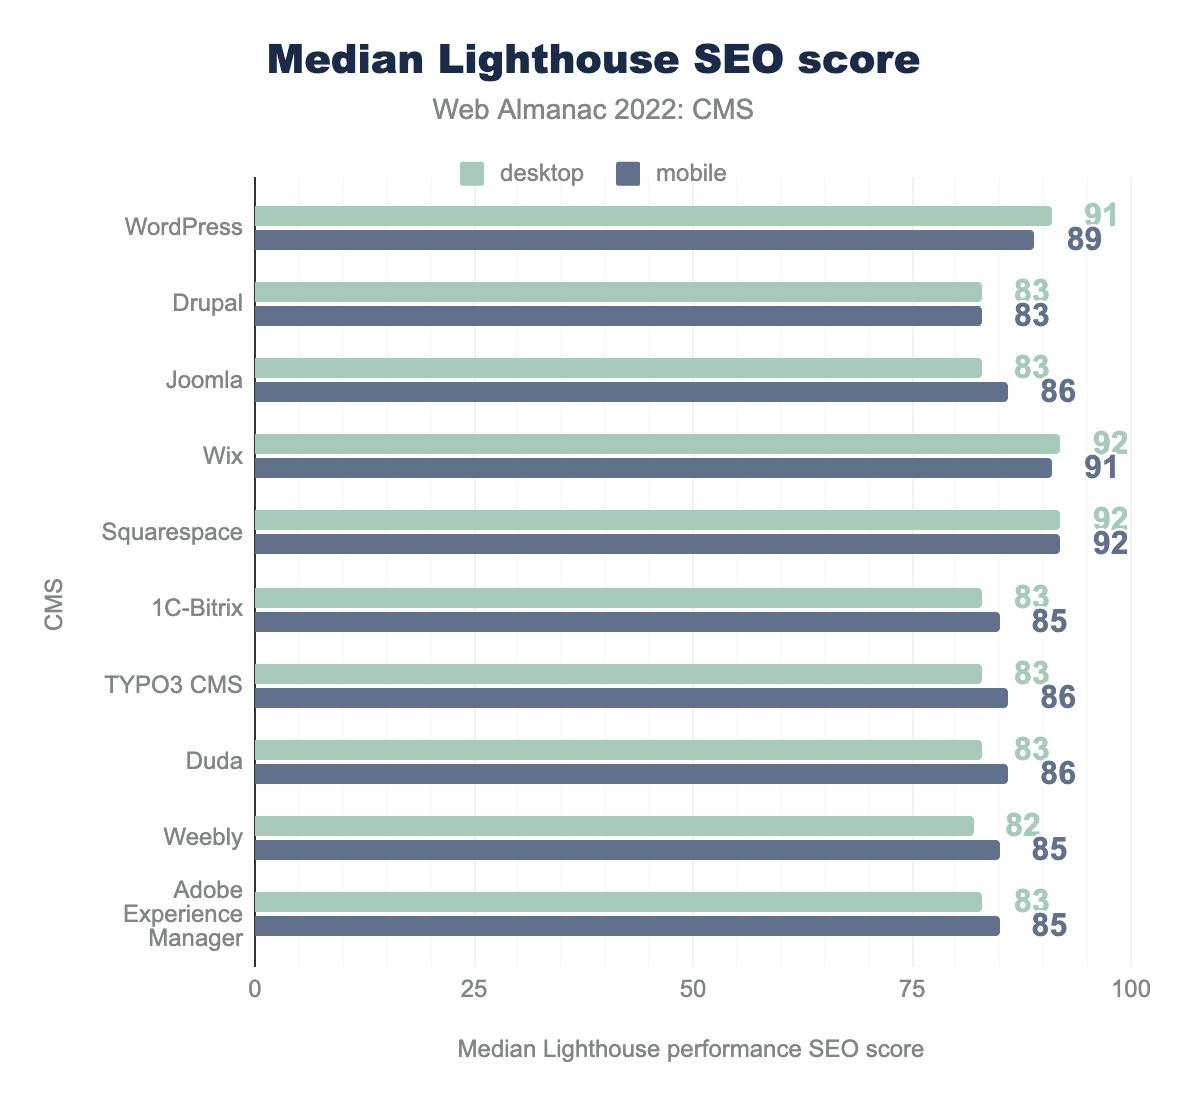 Median Lighthouse SEO score
Web Almanac 2022: CMS
desktop
mobile
WordPress
91
89
Drupal
83
83
Joomla
83
86
Wix
92
91
Squarespace
92
92
1C-Bitrix
83
85
TYPO3 CMS
83
86
Duda
83
86
Weebly
82
85
Adobe
Experience
Manager
83
85
CMS
0 25 50 75 100
Median Lighthouse performance SEO score